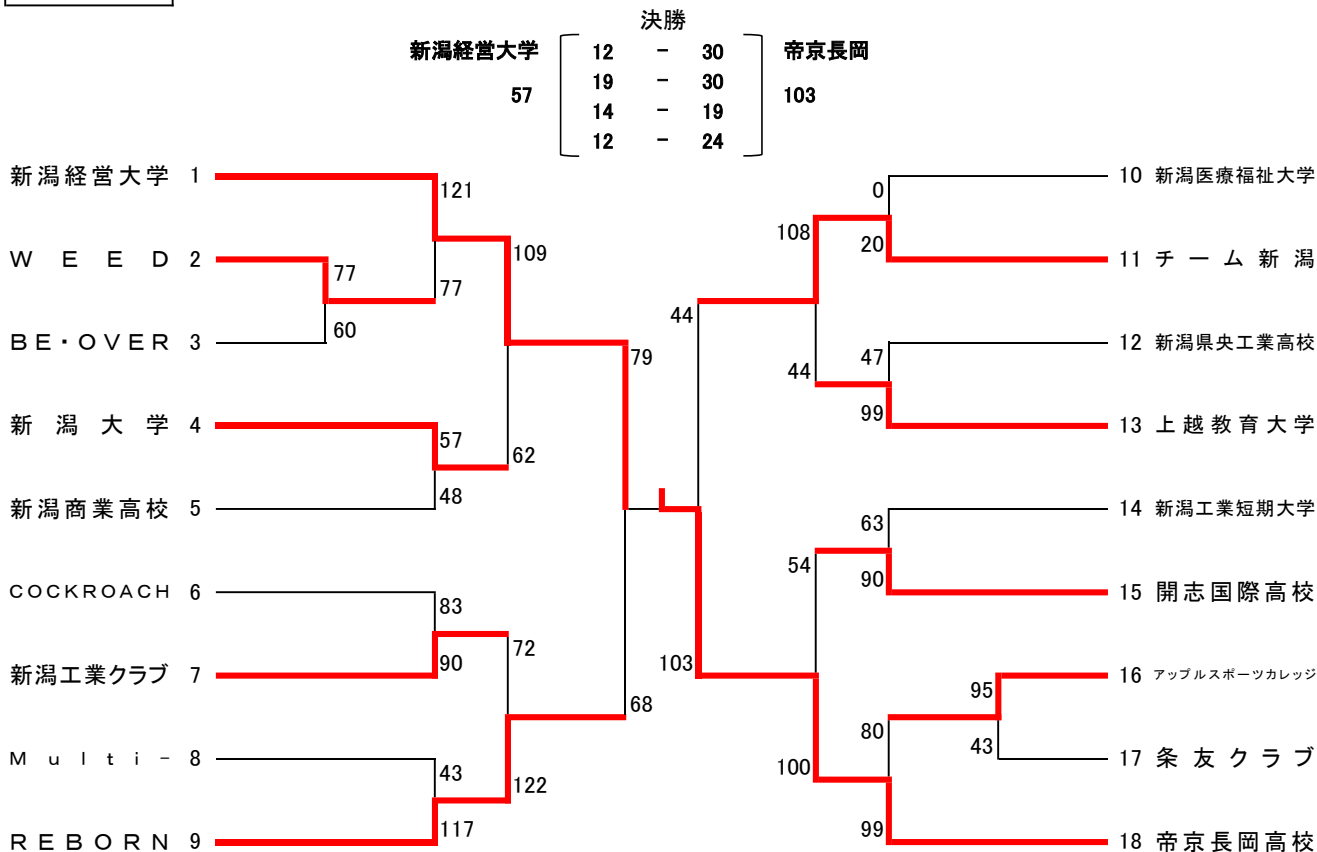 決勝
新潟経営大学 12 - 30 帝京長岡
19 - 30
57 103
14 - 19
12 - 24
新潟経営大学 1
WEED 2
BE・OVER 3
新潟大学 4
新潟商業高校 5
COCKROACH 6
新潟工業クラブ 7
Multi- 8
REBORN 9
121
77
77
60
109
57
48
62
79
83
90
72
43
117
122
68
44
103
108
44
54
100
0
20
47
99
63
90
95
43
80
99
10 新潟医療福祉大学
11 チーム新潟
12 新潟県央工業高校
13 上越教育大学
14 新潟工業短期大学
15 開志国際高校
16 アップルスポーツカレッジ
17 条友クラブ
18 帝京長岡高校